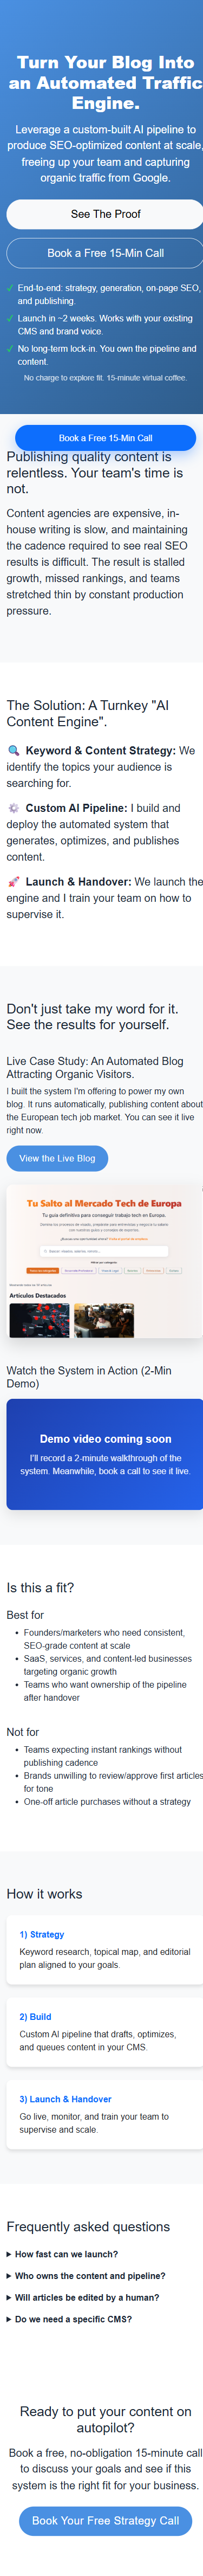 Turn Your Blog Into
an Automated Traffic
Engine.
Leverage a custom-built AI pipeline to
produce SEO-optimized content at scale,
freeing up your team and capturing
organic traffic from Google.
See The Proof
Book a Free 15-Min Call
✓ End-to-end: strategy, generation, on-page SEO,
and publishing.
✓ Launch in ~2 weeks. Works with your existing
CMS and brand voice.
✓ No long-term lock-in. You own the pipeline and
content.
No charge to explore fit. 15-minute virtual coffee.
Book a Free 15-Min Call
Publishing quality content is
relentless. Your team's time is
not.
Content agencies are expensive, in-
house writing is slow, and maintaining
the cadence required to see real SEO
results is difficult. The result is stalled
growth, missed rankings, and teams
stretched thin by constant production
pressure.
The Solution: A Turnkey "AI
Content Engine".
Keyword & Content Strategy: We
identify the topics your audience is
searching for.
Custom AI Pipeline: I build and
deploy the automated system that
generates, optimizes, and publishes
content.
Launch & Handover: We launch the
engine and I train your team on how to
supervise it.
Don't just take my word for it.
See the results for yourself.
Live Case Study: An Automated Blog
Attracting Organic Visitors.
I built the system I'm offering to power my own
blog. It runs automatically, publishing content about
the European tech job market. You can see it live
right now.
View the Live Blog
Tu Salto al Mercado Tech de Europa
Tu guía definitiva para conseguir trabajo tech en Europa.
Artículos Destacados
Watch the System in Action (2-Min
Demo)
Demo video coming soon
I'll record a 2-minute walkthrough of the
system. Meanwhile, book a call to see it live.
Is this a fit?
Best for
• Founders/marketers who need consistent,
SEO-grade content at scale
• SaaS, services, and content-led businesses
targeting organic growth
• Teams who want ownership of the pipeline
after handover
Not for
• Teams expecting instant rankings without
publishing cadence
• Brands unwilling to review/approve first articles
for tone
• One-off article purchases without a strategy
How it works
1) Strategy
Keyword research, topical map, and editorial
plan aligned to your goals.
2) Build
Custom AI pipeline that drafts, optimizes,
and queues content in your CMS.
3) Launch & Handover
Go live, monitor, and train your team to
supervise and scale.
Frequently asked questions
▶ How fast can we launch?
▶ Who owns the content and pipeline?
▶ Will articles be edited by a human?
▶ Do we need a specific CMS?
Ready to put your content on
autopilot?
Book a free, no-obligation 15-minute call
to discuss your goals and see if this
system is the right fit for your business.
Book Your Free Strategy Call